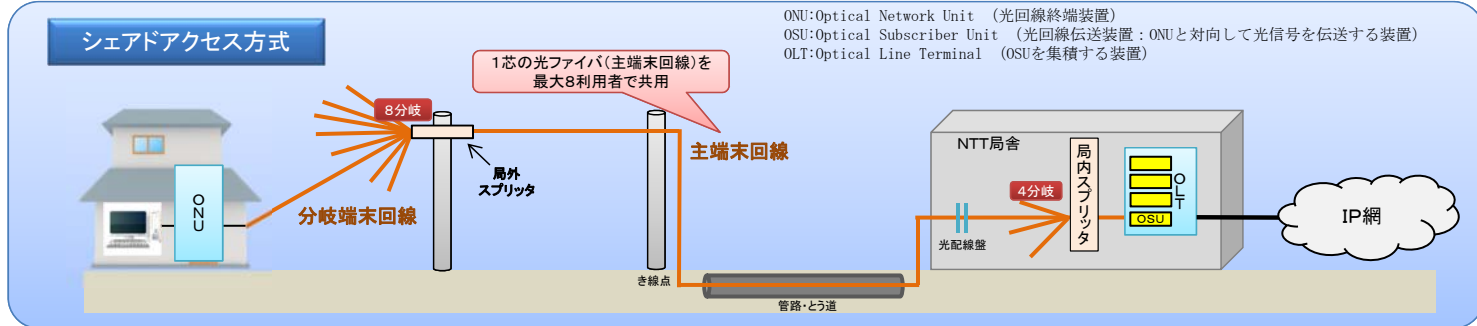 シェアドアクセス方式
ONU:Optical Network Unit （光回線終端装置）
OSU:Optical Subscriber Unit （光回線伝送装置：ONUと対向して光信号を伝送する装置）
OLT:Optical Line Terminal （OSUを集積する装置）
1芯の光ファイバ（主端末回線）を
最大8利用者で共用
8分岐
局外
スプリッタ
主端末回線
分岐端末回線
ONU
き線点
管路・とう道
NTT局舎
光配線盤
4分岐
局内スプリッタ
OLT
OSU
IP網